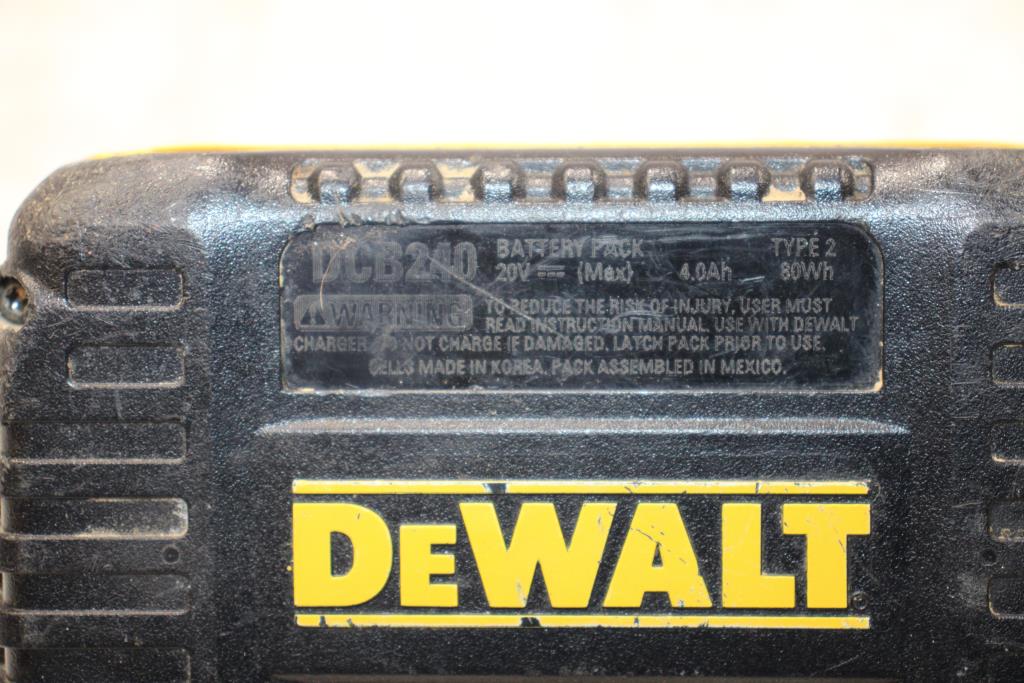 DCB240 BATTERY PACK TYPE 2
20V (Max) 4.0Ah 80Wh
WARNING TO REDUCE THE RISK OF INJURY, USER MUST
READ INSTRUCTION MANUAL. USE WITH DEWALT
CHARGER. DO NOT CHARGE IF DAMAGED. LATCH PACK PRIOR TO USE.
CELLS MADE IN KOREA. PACK ASSEMBLED IN MEXICO.
DEWALT